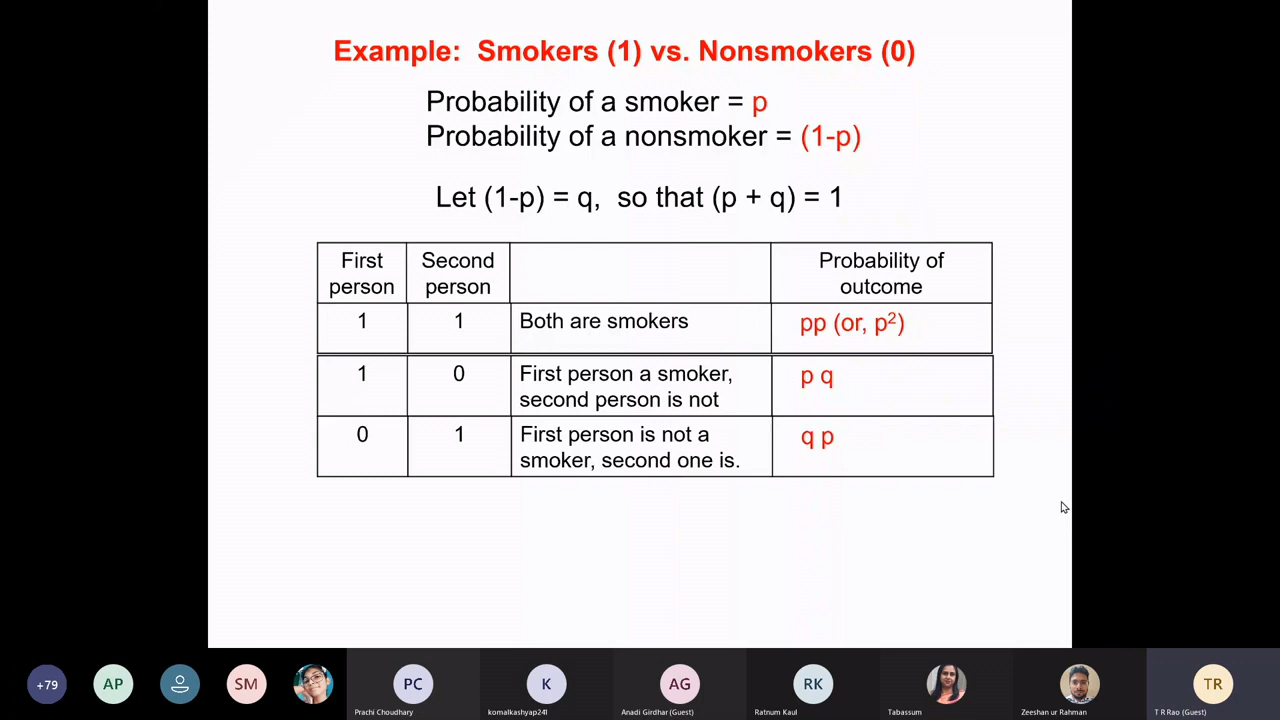 Example: Smokers (1) vs. Nonsmokers (0)
Probability of a smoker = p
Probability of a nonsmoker = (1-p)
Let (1-p) = q, so that (p + q) = 1
First person
Second person
Probability of outcome
1
1
Both are smokers
pp (or, p²)
1
0
First person a smoker,
second person is not
p q
0
1
First person is not a
smoker, second one is.
q p
+79
AP
SM
PC
Prachi Choudhary
K
komalkashyap241
AG
Anadi Girdhar (Guest)
RK
Ratnum Kaul
Tabassum
Zeeshan ur Rahman
TR
T R Rao (Guest)